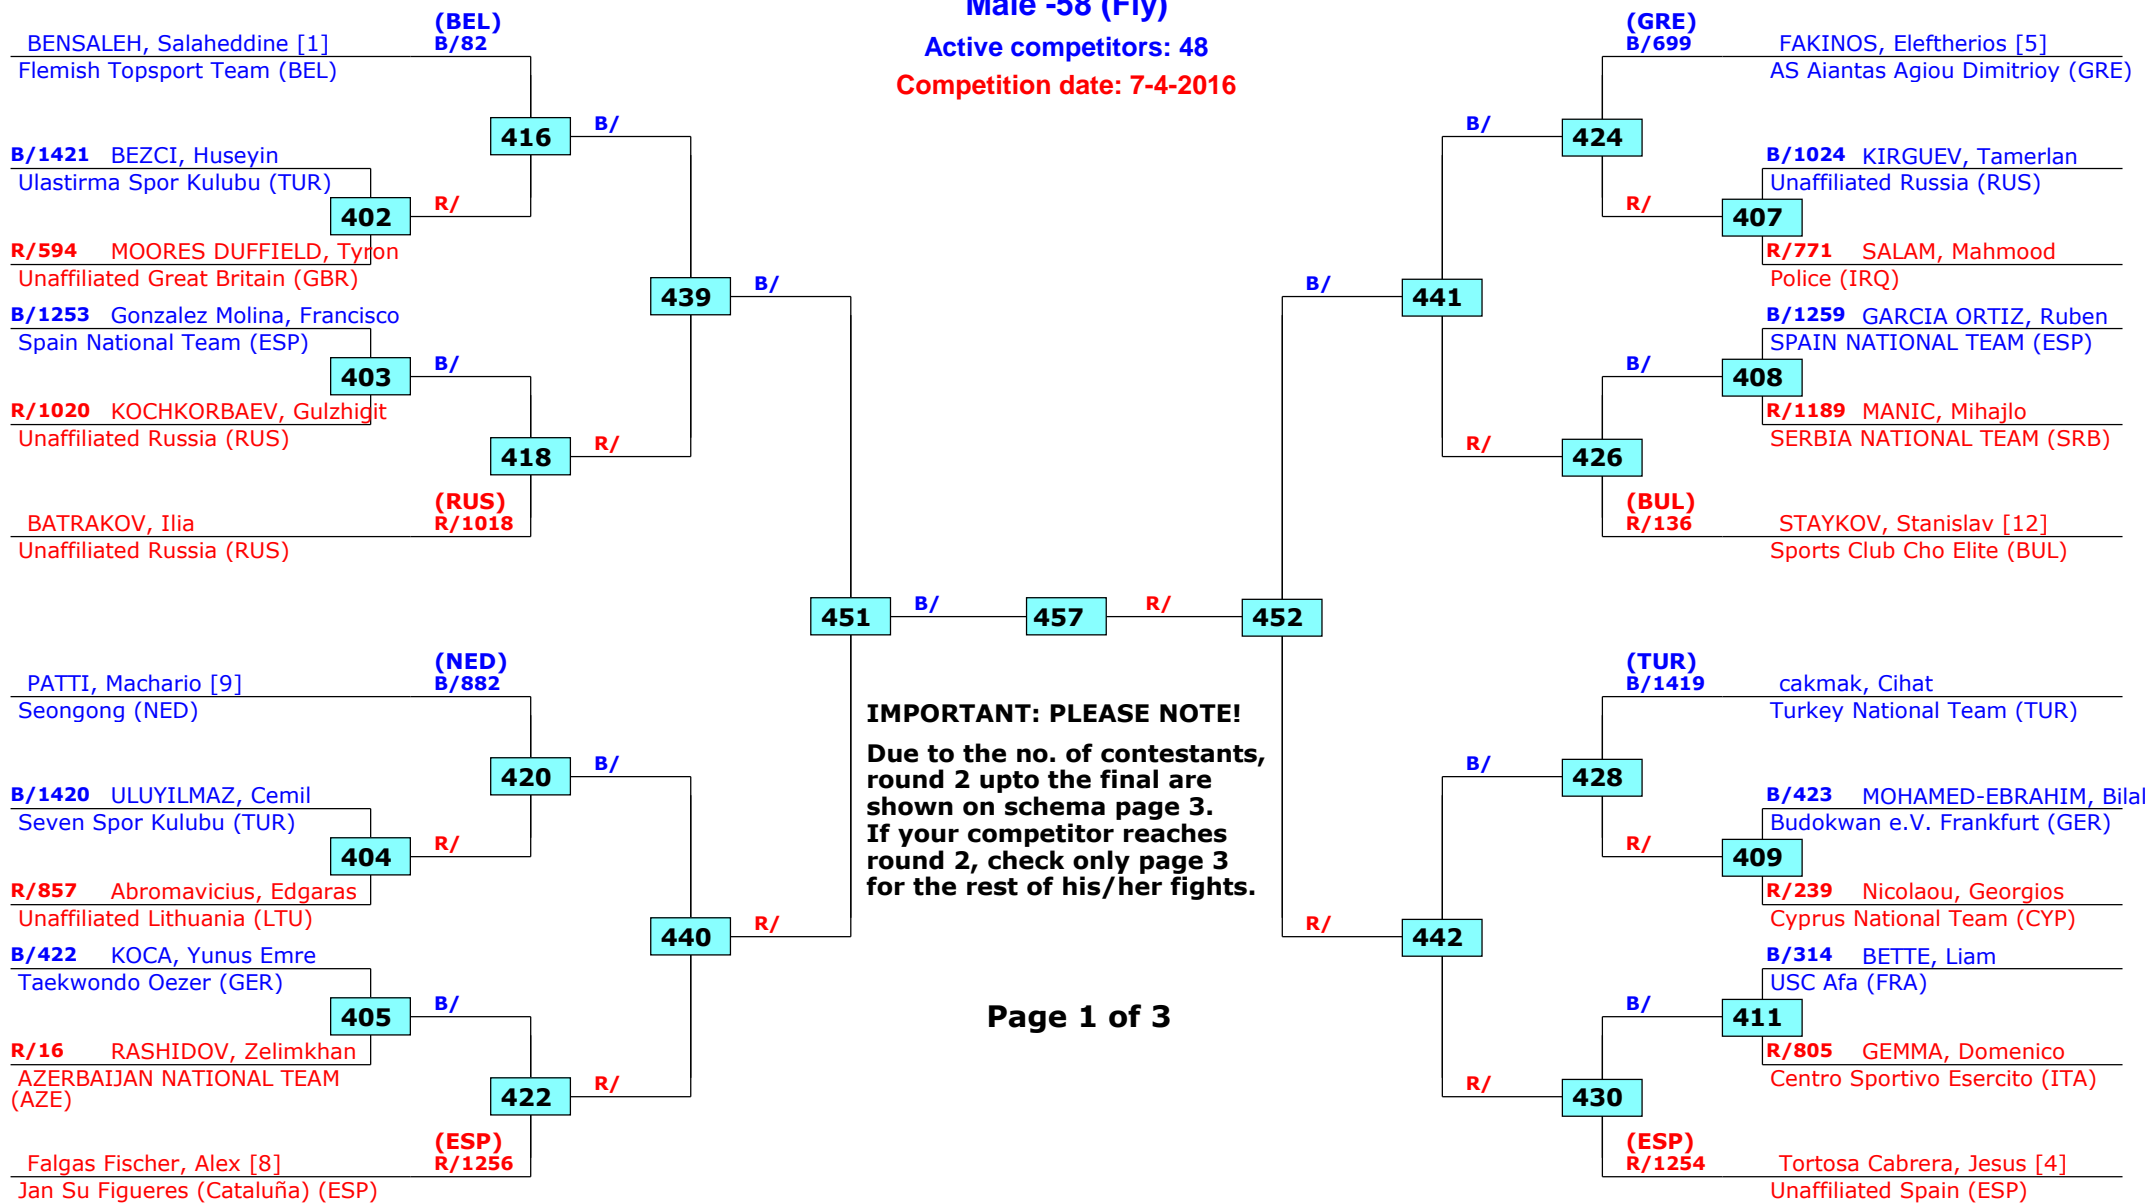 Male -58 (Fly)
Active competitors: 48
Competition date: 7-4-2016
(BEL)
BENSALEH, Salaheddine [1] B/82
Flemish Topsport Team (BEL)
416
B/
B/1421 BEZCI, Huseyin
Ulastirma Spor Kulubu (TUR)
402
R/
R/594 MOORES DUFFIELD, Tyron
Unaffiliated Great Britain (GBR)
439
B/
B/1253 Gonzalez Molina, Francisco
Spain National Team (ESP)
403
B/
R/1020 KOCHKORBAEV, Gulzhigit
Unaffiliated Russia (RUS)
418
R/
(RUS)
BATRAKOV, Ilia R/1018
Unaffiliated Russia (RUS)
451
B/
457
R/
452
(NED)
PATTI, Machario [9] B/882
Seongong (NED)
420
B/
B/1420 ULUYILMAZ, Cemil
Seven Spor Kulubu (TUR)
404
R/
R/857 Abromavicius, Edgaras
Unaffiliated Lithuania (LTU)
440
R/
B/422 KOCA, Yunus Emre
Taekwondo Oezer (GER)
405
B/
R/16 RASHIDOV, Zelimkhan
AZERBAIJAN NATIONAL TEAM
(AZE)
422
R/
(ESP)
Falgas Fischer, Alex [8] R/1256
Jan Su Figueres (Cataluña) (ESP)
IMPORTANT: PLEASE NOTE!
Due to the no. of contestants,
round 2 upto the final are
shown on schema page 3.
If your competitor reaches
round 2, check only page 3
for the rest of his/her fights.
Page 1 of 3
(GRE)
B/699 FAKINOS, Eleftherios [5]
AS Aiantas Agiou Dimitrioy (GRE)
B/
424
B/1024 KIRGUEV, Tamerlan
Unaffiliated Russia (RUS)
R/
407
R/771 SALAM, Mahmood
Police (IRQ)
B/
441
B/1259 GARCIA ORTIZ, Ruben
SPAIN NATIONAL TEAM (ESP)
B/
408
R/1189 MANIC, Mihajlo
SERBIA NATIONAL TEAM (SRB)
R/
426
(BUL)
R/136 STAYKOV, Stanislav [12]
Sports Club Cho Elite (BUL)
(TUR)
B/1419 cakmak, Cihat
Turkey National Team (TUR)
B/
428
B/423 MOHAMED-EBRAHIM, Bilal
Budokwan e.V. Frankfurt (GER)
R/
409
R/239 Nicolaou, Georgios
Cyprus National Team (CYP)
R/
442
B/314 BETTE, Liam
USC Afa (FRA)
B/
411
R/805 GEMMA, Domenico
Centro Sportivo Esercito (ITA)
R/
430
(ESP)
R/1254 Tortosa Cabrera, Jesus [4]
Unaffiliated Spain (ESP)